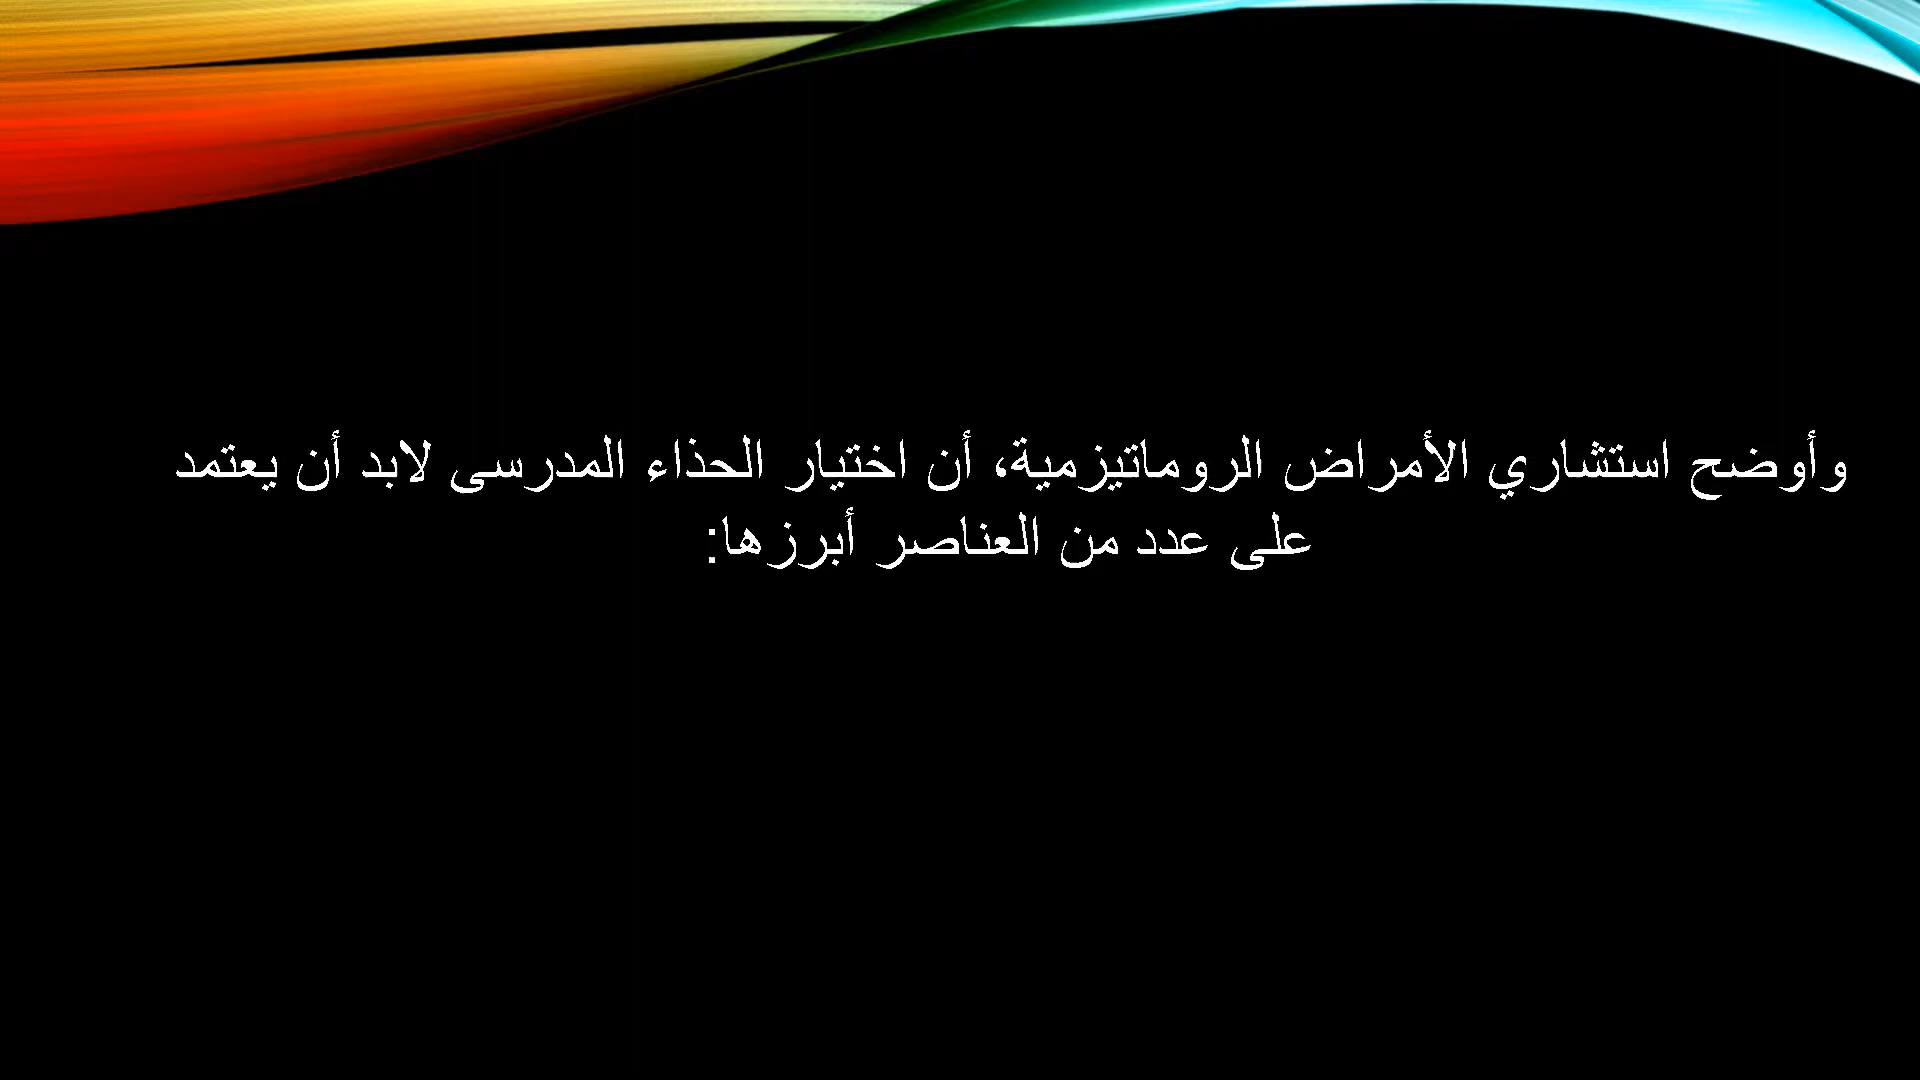 وأوضح استشاري الأمراض الروماتيزمية، أن اختيار الحذاء المدرسى لابد أن يعتمد
على عدد من العناصر أبرزها: